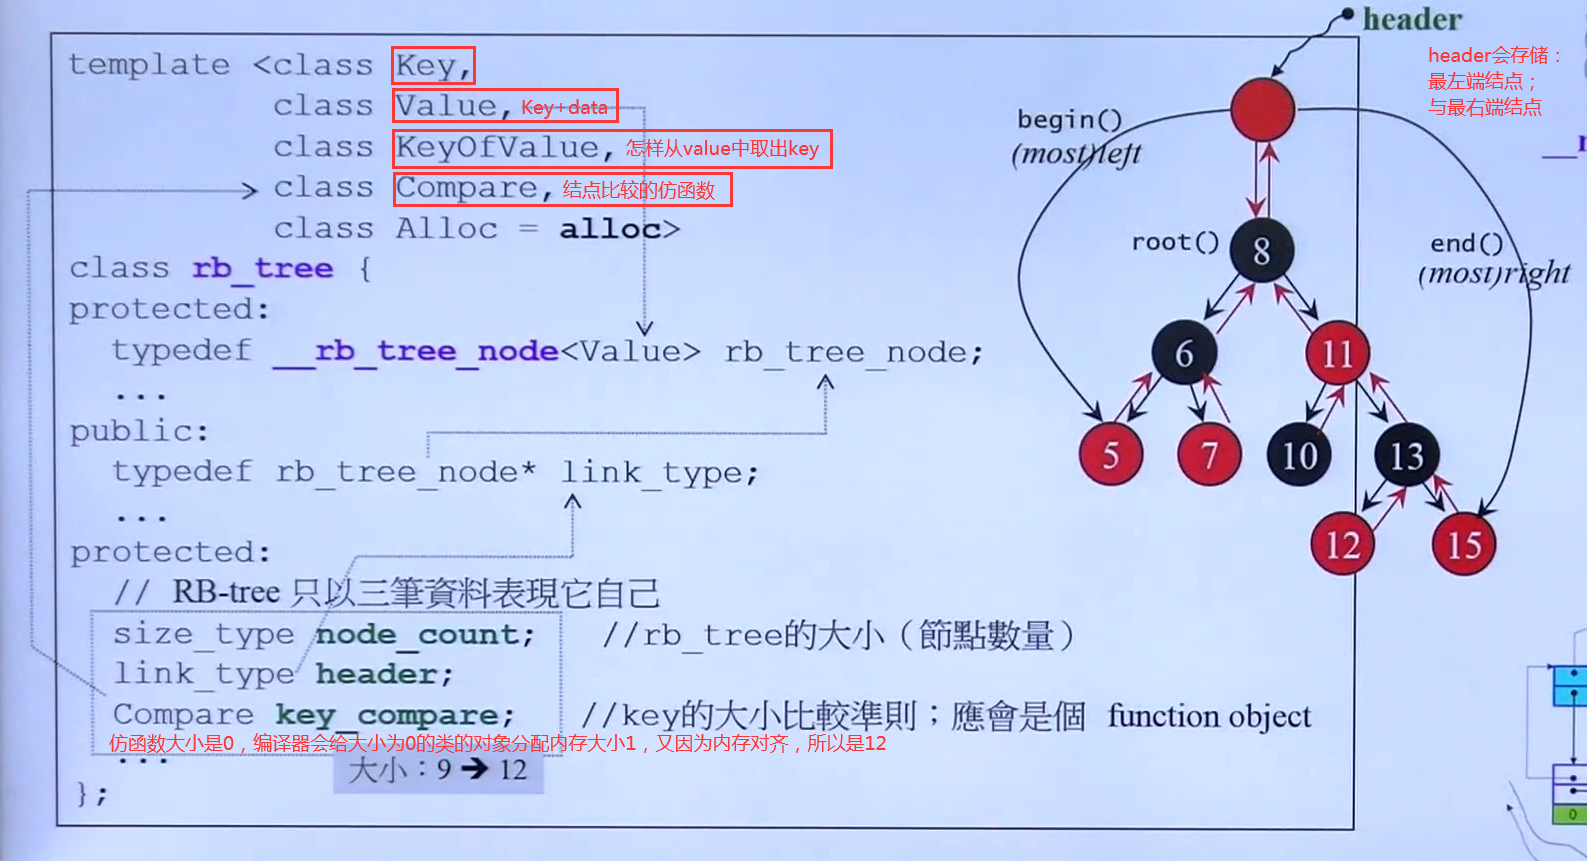 header
header会存储：
最左端结点；
与最右端结点
template <class Key,
class Value, Key+data
class KeyOfValue, 怎样从value中取出key
class Compare, 结点比较的仿函数
class Alloc = alloc>
class rb_tree {
protected:
typedef __rb_tree_node<Value> rb_tree_node;
...
public:
typedef rb_tree_node* link_type;
...
protected:
// RB-tree 只以三筆資料表現它自己
size_type node_count; //rb_tree的大小（節點數量）
link_type header;
Compare key_compare; //key的大小比較準則；應會是個 function object
仿函数大小是0，编译器会给大小为0的类的对象分配内存大小1，又因为内存对齐，所以是12
...
大小：9 ➔ 12
};
begin()
(most)left
root()
end()
(most)right
8
6
11
5
7
10
13
12
15
0